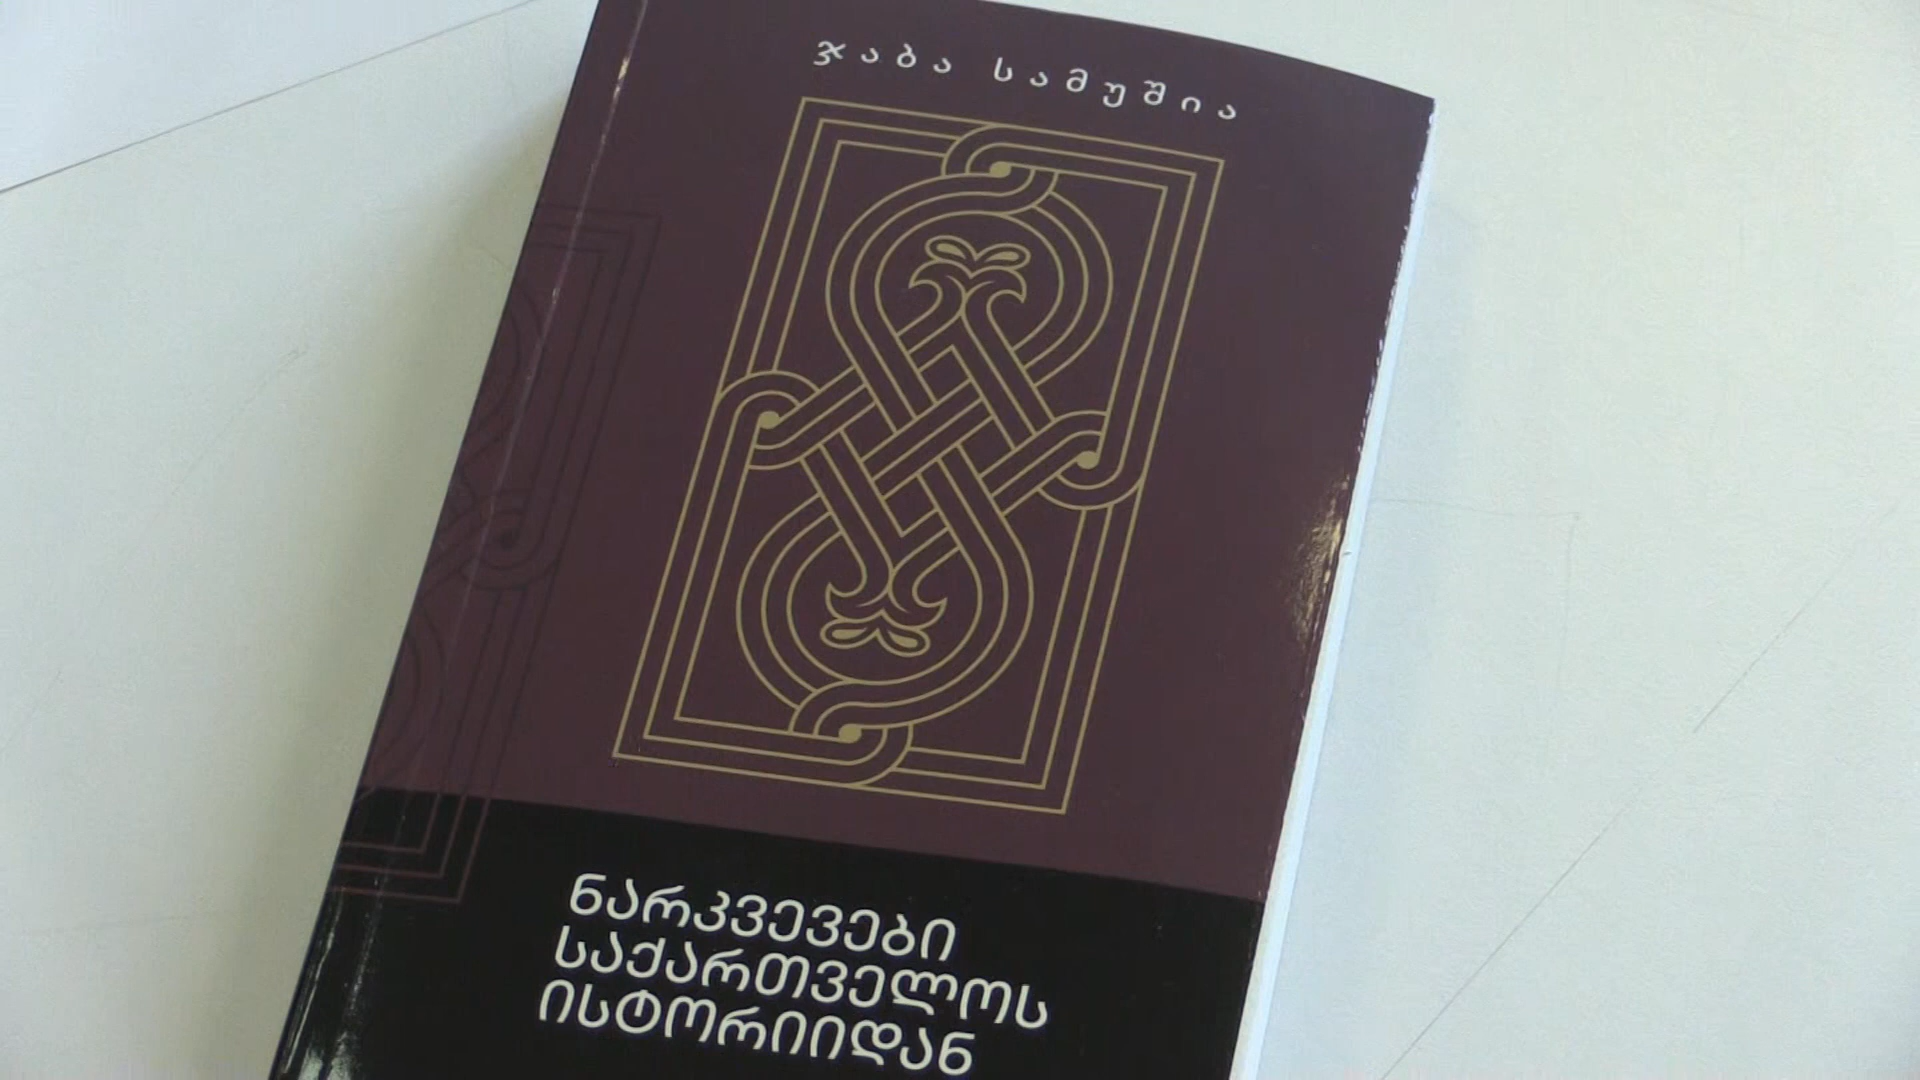 ჯაბა სამუშია
ნარკვევები
საქართველოს
ისტორიიდან